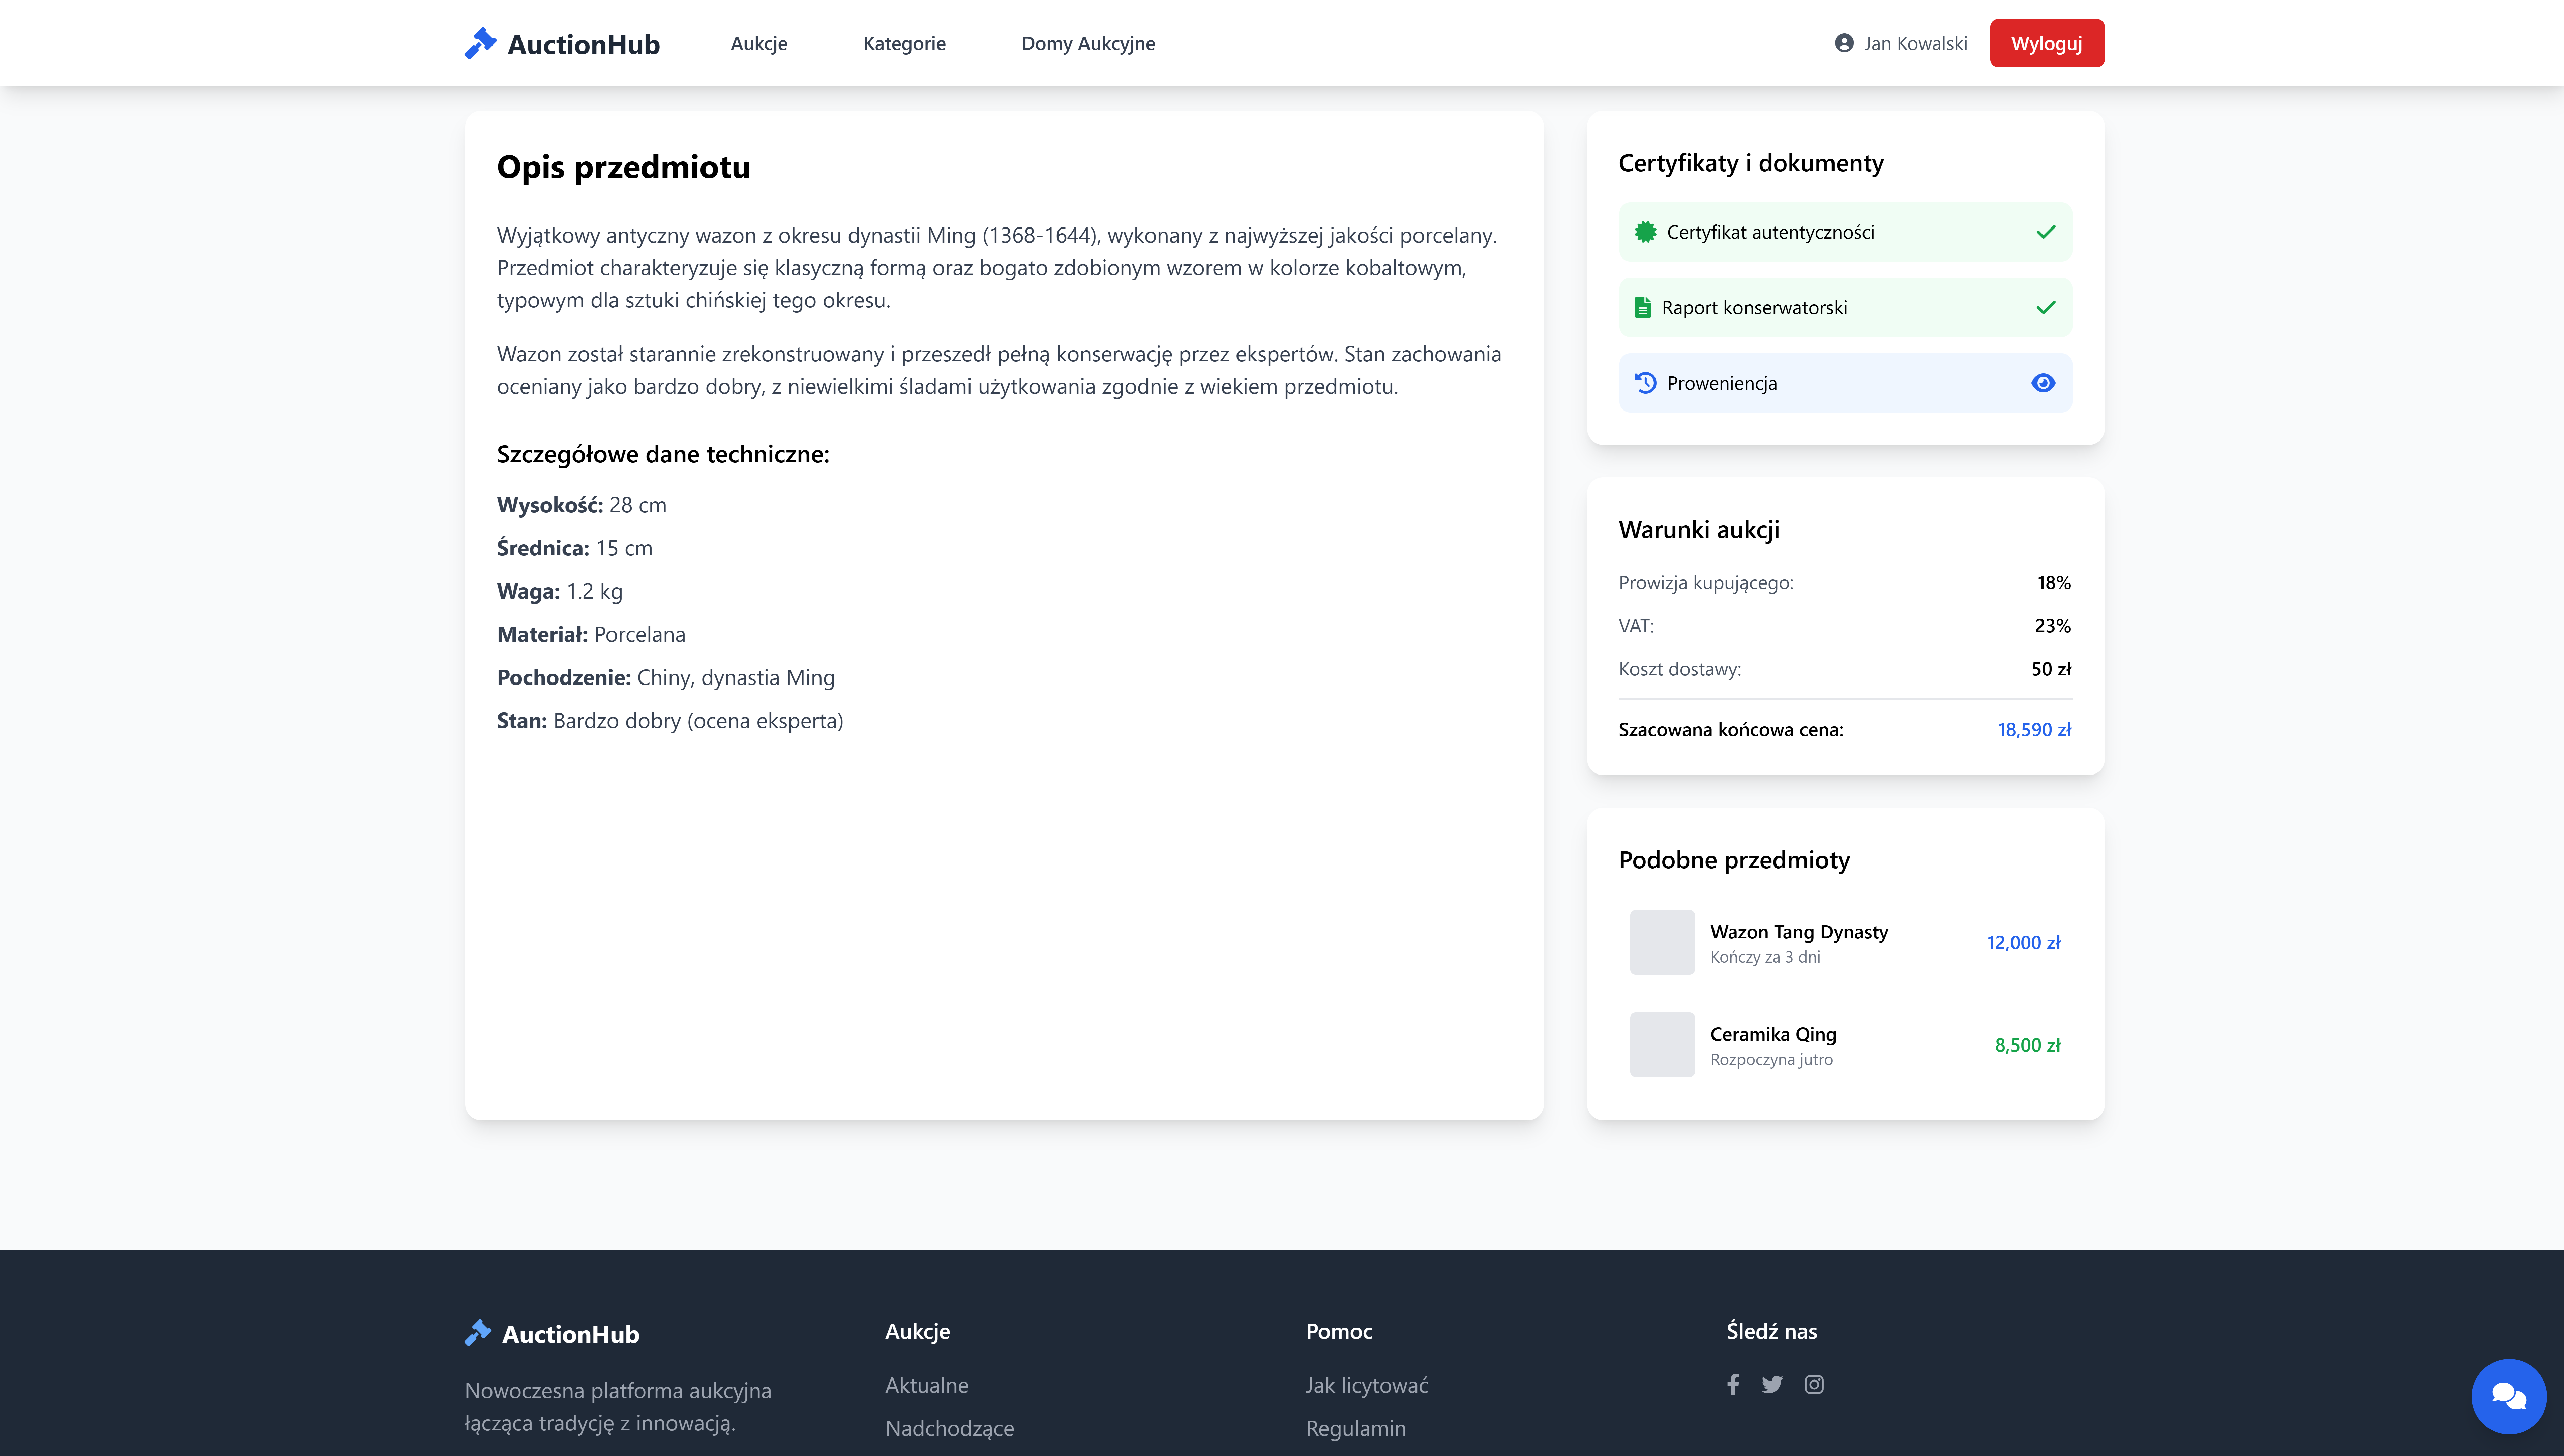 AuctionHub
Aukcje
Kategorie
Domy Aukcyjne
Jan Kowalski
Wyloguj
Opis przedmiotu
Wyjątkowy antyczny wazon z okresu dynastii Ming (1368-1644), wykonany z najwyższej jakości porcelany.
Przedmiot charakteryzuje się klasyczną formą oraz bogato zdobionym wzorem w kolorze kobaltowym,
typowym dla sztuki chińskiej tego okresu.
Wazon został starannie zrekonstruowany i przeszedł pełną konserwację przez ekspertów. Stan zachowania
oceniany jako bardzo dobry, z niewielkimi śladami użytkowania zgodnie z wiekiem przedmiotu.
Szczegółowe dane techniczne:
Wysokość: 28 cm
Średnica: 15 cm
Waga: 1.2 kg
Materiał: Porcelana
Pochodzenie: Chiny, dynastia Ming
Stan: Bardzo dobry (ocena eksperta)
Certyfikaty i dokumenty
Certyfikat autentyczności
Raport konserwatorski
Proweniencja
Warunki aukcji
Prowizja kupującego: 18%
VAT: 23%
Koszt dostawy: 50 zł
Szacowana końcowa cena: 18,590 zł
Podobne przedmioty
Wazon Tang Dynasty
Kończy za 3 dni
12,000 zł
Ceramika Qing
Rozpoczyna jutro
8,500 zł
AuctionHub
Nowoczesna platforma aukcyjna
łącząca tradycję z innowacją.
Aukcje
Aktualne
Nadchodzące
Pomoc
Jak licytować
Regulamin
Śledź nas